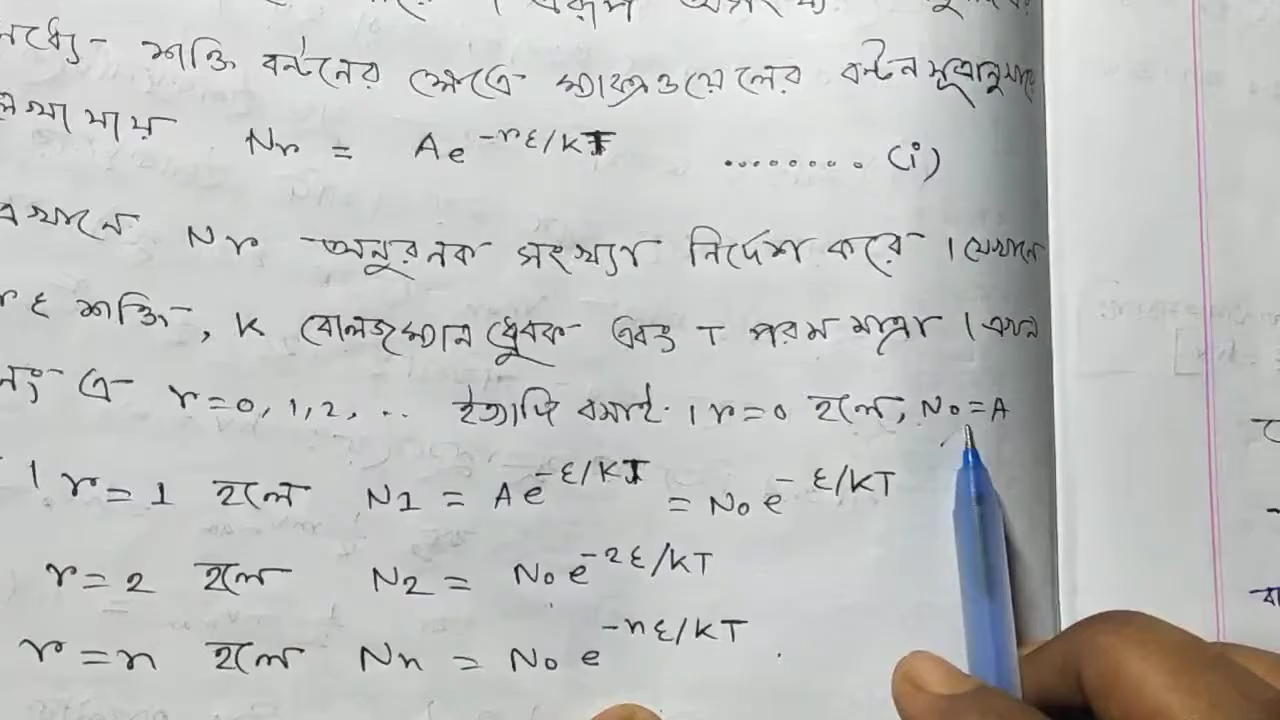 মধ্যে শক্তি বন্টনের ক্ষেত্রে ম্যাক্সওয়েলের বন্টন সূত্রানুসারে
লেখা যায় Nr = Ae^{-rε/KT} ........ (i)
এখানে Nr অনুরনক সংখ্যা নির্দেশ করে । যেখানে
rε শক্তি, K বোলজম্যান ধ্রুবক এবং T পরম মাত্রা । এখন
নং এ r=0, 1, 2, .. ইত্যাদি বসাই । r=0 হলে, N₀=A
। r=1 হলে N1 = Ae^{-ε/KT} = N₀e^{-ε/KT}
r=2 হলে N2 = N₀e^{-2ε/KT}
r=n হলে Nn = N₀e^{-nε/KT} .